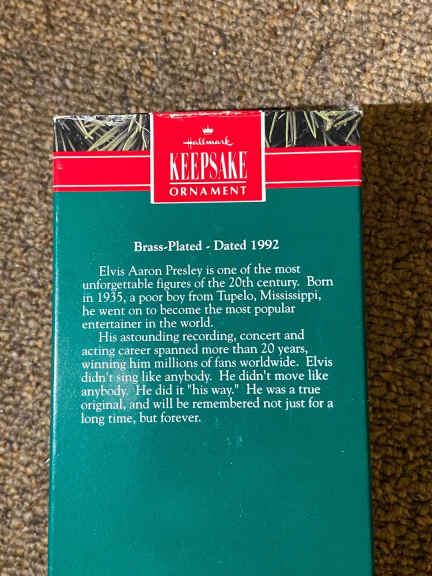 Hallmark
KEEPSAKE
ORNAMENT
Brass-Plated - Dated 1992
Elvis Aaron Presley is one of the most
unforgettable figures of the 20th century. Born
in 1935, a poor boy from Tupelo, Mississippi,
he went on to become the most popular
entertainer in the world.
His astounding recording, concert and
acting career spanned more than 20 years,
winning him millions of fans worldwide. Elvis
didn't sing like anybody. He didn't move like
anybody. He did it "his way." He was a true
original, and will be remembered not just for a
long time, but forever.